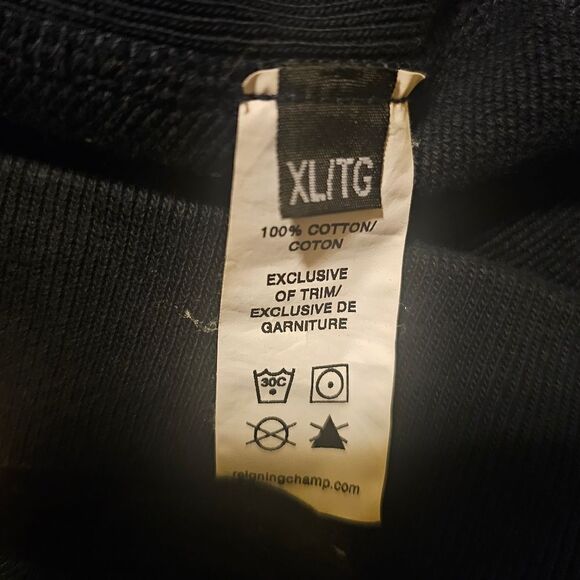 XL/TG
100% COTTON/
COTON
EXCLUSIVE
OF TRIM/
EXCLUSIVE DE
GARNITURE
30C
reigningchamp.com